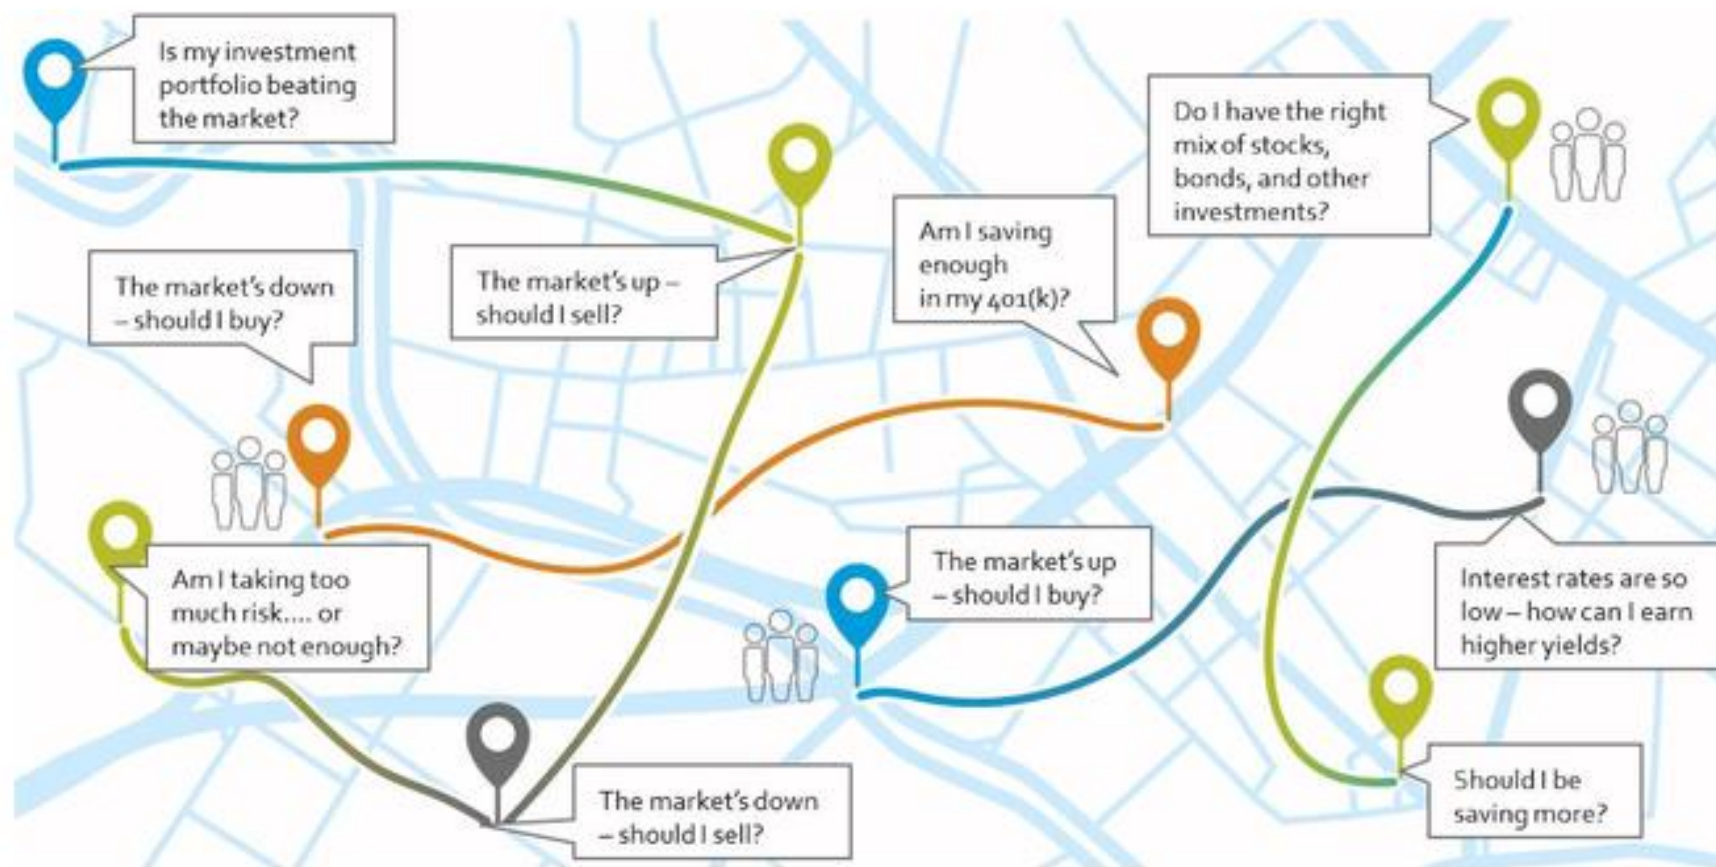 Is my investment
portfolio beating
the market?
Do I have the right
mix of stocks,
bonds, and other
investments?
Am I saving
enough
in my 401(k)?
The market's down
– should I buy?
The market's up –
should I sell?
The market's up
– should I buy?
Am I taking too
much risk.... or
maybe not enough?
Interest rates are so
low – how can I earn
higher yields?
The market's down
– should I sell?
Should I be
saving more?